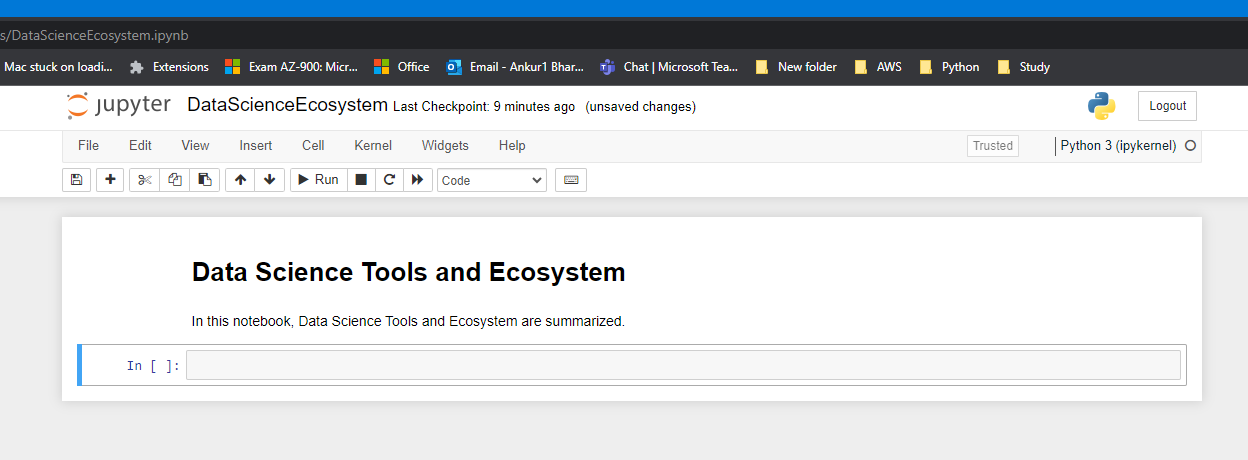 s/DataScienceEcosystem.ipynb
Mac stuck on loadi... Extensions Exam AZ-900: Micr... Office Email - Ankur1 Bhar... Chat | Microsoft Tea... New folder AWS Python Study
jupyter DataScienceEcosystem Last Checkpoint: 9 minutes ago (unsaved changes) Logout
File Edit View Insert Cell Kernel Widgets Help Trusted Python 3 (ipykernel)
Run Code
Data Science Tools and Ecosystem
In this notebook, Data Science Tools and Ecosystem are summarized.
In [ ]: